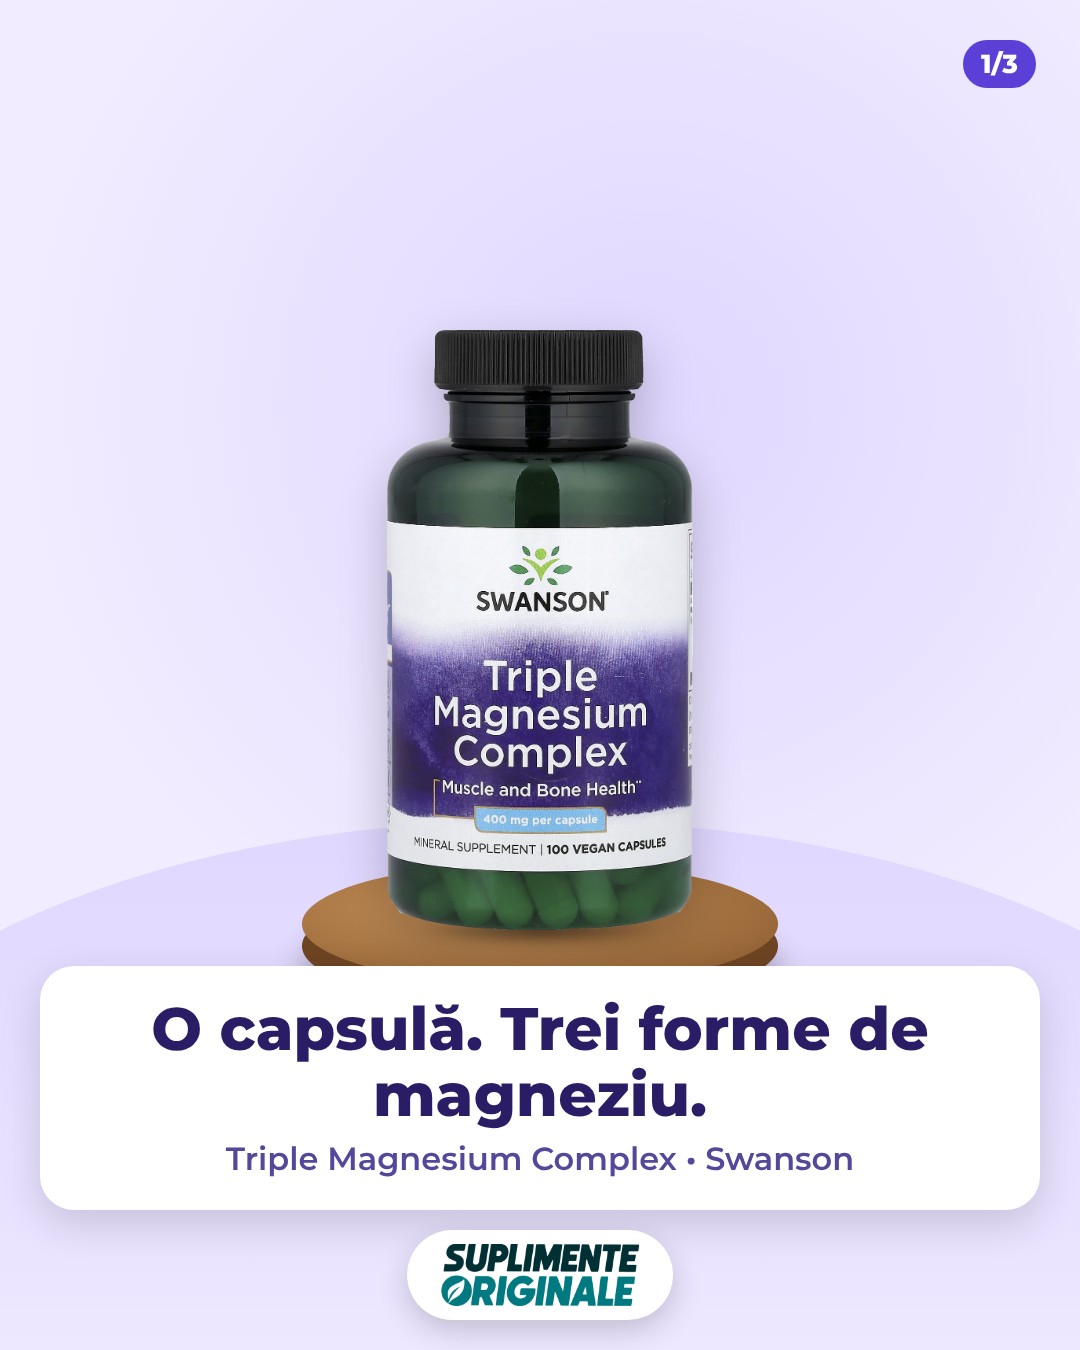 1/3
SWANSON
Triple
Magnesium
Complex
Muscle and Bone Health
400 mg per capsule
MINERAL SUPPLEMENT | 100 VEGAN CAPSULES
O capsulă. Trei forme de
magneziu.
Triple Magnesium Complex • Swanson
SUPLIMENTE
ORIGINALE